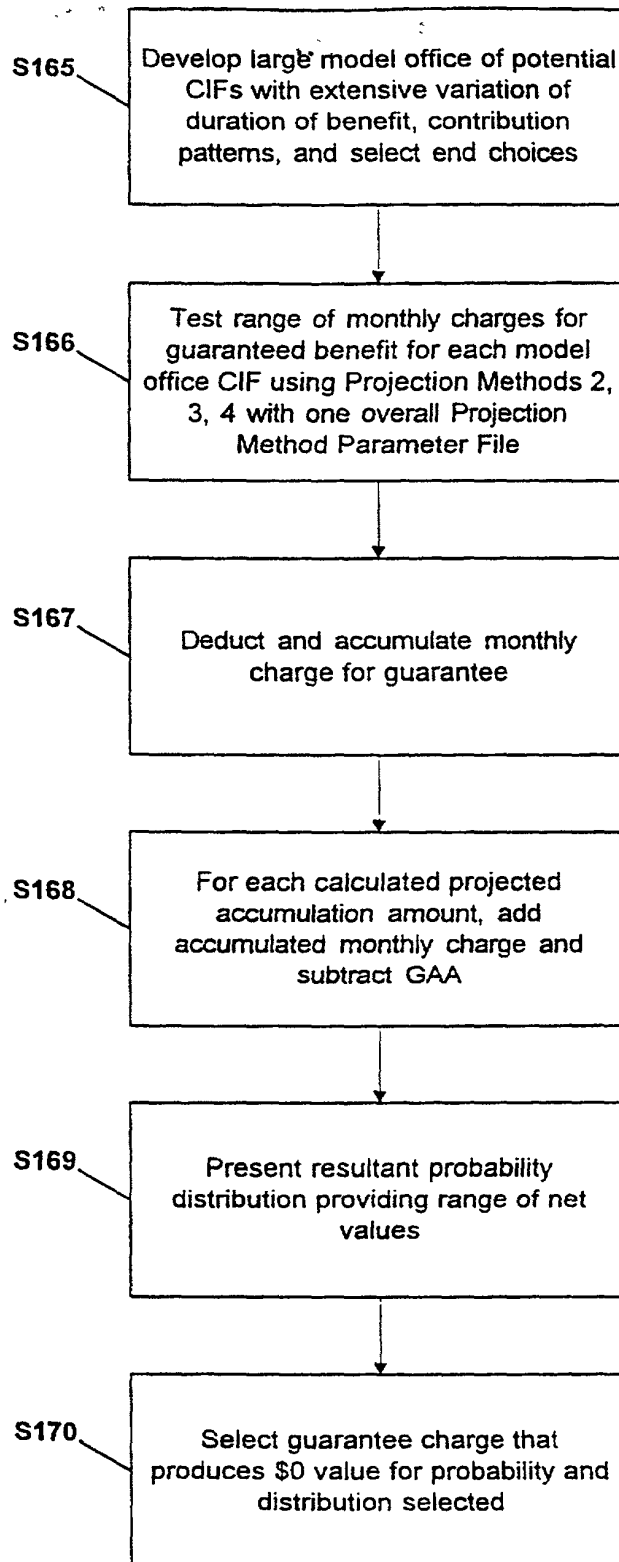 S165
Develop large model office of potential
CIFs with extensive variation of
duration of benefit, contribution
patterns, and select end choices
S166
Test range of monthly charges for
guaranteed benefit for each model
office CIF using Projection Methods 2,
3, 4 with one overall Projection
Method Parameter File
S167
Deduct and accumulate monthly
charge for guarantee
S168
For each calculated projected
accumulation amount, add
accumulated monthly charge and
subtract GAA
S169
Present resultant probability
distribution providing range of net
values
S170
Select guarantee charge that
produces $0 value for probability and
distribution selected